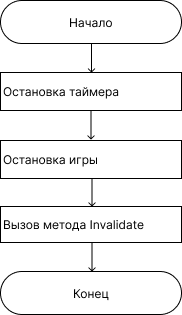 Начало
Остановка таймера
Остановка игры
Вызов метода Invalidate
Конец